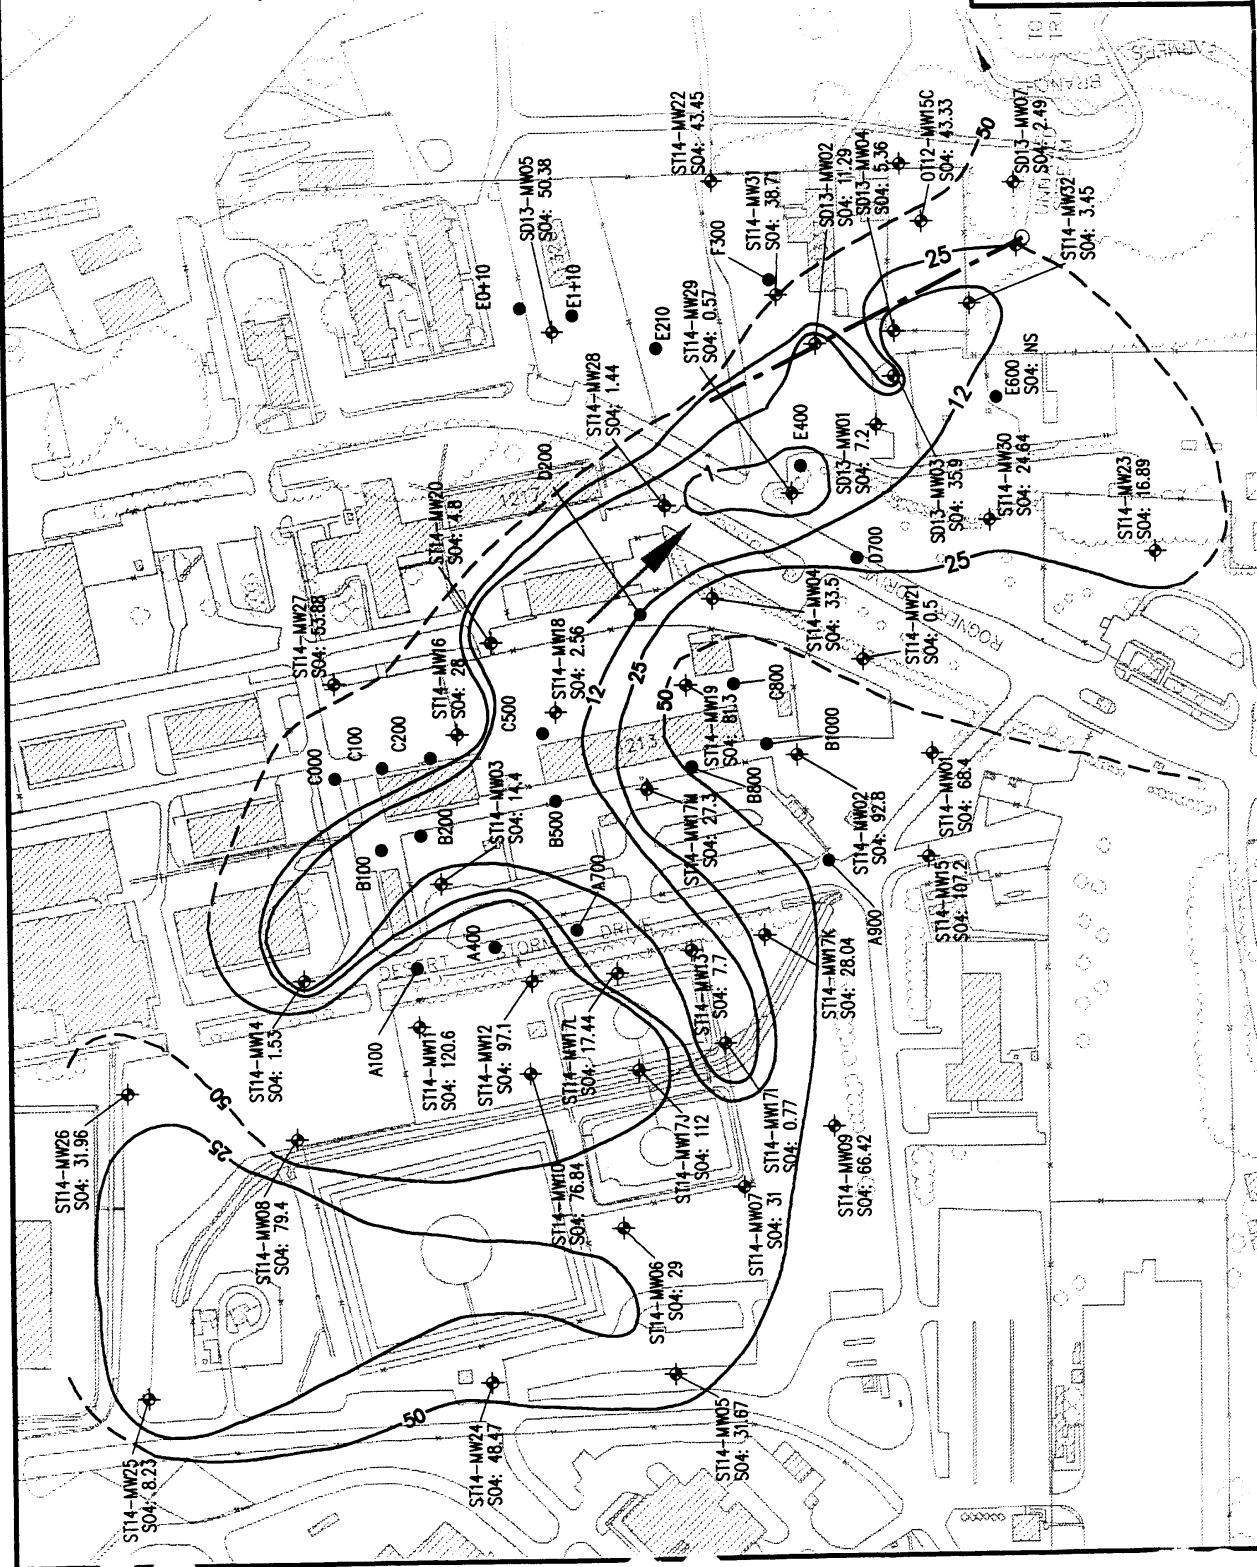 ST14-MW22
SO4: 43.45
ST14-MW31
SO4: 38.71
SD13-MW02
SO4: 11.29
SD13-MW04
SO4: 5.36
OT12-MW15C
SO4: 43.33
SD13-MW07
SO4: 2.49
ST14-MW32
SO4: 3.45
SD13-MW05
SO4: 50.38
E0+10
E1+10
E210
F300
ST14-MW29
SO4: 0.57
ST14-MW28
SO4: 1.44
D200
E400
SD13-MW01
SO4: 7.2
E600
SO4: NS
SD13-MW03
SO4: 35.9
ST14-MW30
SO4: 24.64
ST14-MW23
SO4: 16.89
ST14-MW20
SO4: 4.8
ST14-MW27
SO4: 53.88
ST14-MW16
SO4: 28
ST14-MW18
SO4: 2.56
C500
C000
C100
C200
D700
ST14-MW04
SO4: 33.5
ST14-MW21
SO4: 0.5
ST14-MW19
SO4: 81.3
C800
B1000
B800
213
ST14-MW03
SO4: 14.4
B100
B200
B500
A700
ST14-MW17M
SO4: 27.3
ST14-MW02
SO4: 92.8
ST14-MW01
SO4: 68.4
ST14-MW15
SO4: 107.2
A900
A400
A100
DESERT STORM DRIVE
ST14-MW14
SO4: 1.53
ST14-MW11
SO4: 120.6
ST14-MW12
SO4: 97.1
ST14-MW17L
SO4: 17.44
ST14-MW13
SO4: 7.7
ST14-MW17K
SO4: 28.04
ST14-MW26
SO4: 31.96
ST14-MW08
SO4: 79.4
ST14-MW10
SO4: 76.84
ST14-MW17J
SO4: 112
ST14-MW17I
SO4: 0.77
ST14-MW09
SO4: 66.42
ST14-MW07
SO4: 31
ST14-MW06
SO4: 29
ST14-MW25
SO4: 8.23
ST14-MW24
SO4: 48.47
ST14-MW05
SO4: 31.67
50
25
12
25
12
25
50
50
25
50
1
FARMERS
BRANCH